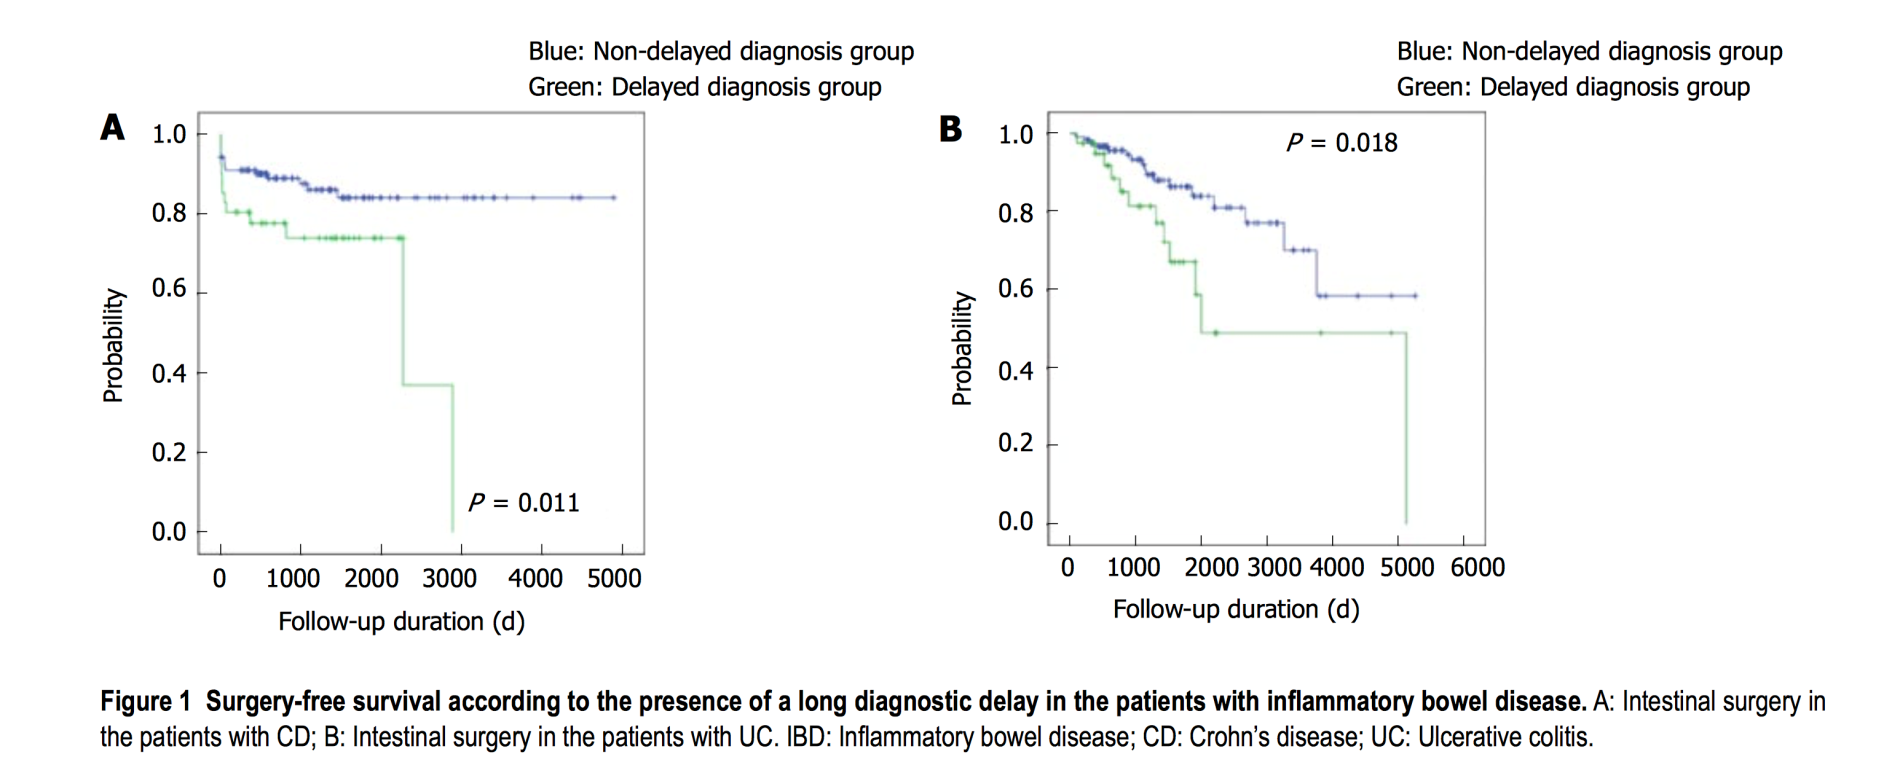 Blue: Non-delayed diagnosis group
Green: Delayed diagnosis group
A
1.0
0.8
0.6
0.4
0.2
0.0
Probability
P = 0.011
0 1000 2000 3000 4000 5000
Follow-up duration (d)
Blue: Non-delayed diagnosis group
Green: Delayed diagnosis group
B
1.0
0.8
0.6
0.4
0.2
0.0
Probability
P = 0.018
0 1000 2000 3000 4000 5000 6000
Follow-up duration (d)
Figure 1 Surgery-free survival according to the presence of a long diagnostic delay in the patients with inflammatory bowel disease. A: Intestinal surgery in
the patients with CD; B: Intestinal surgery in the patients with UC. IBD: Inflammatory bowel disease; CD: Crohn’s disease; UC: Ulcerative colitis.